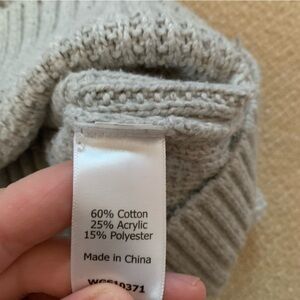 60% Cotton
25% Acrylic
15% Polyester
Made in China